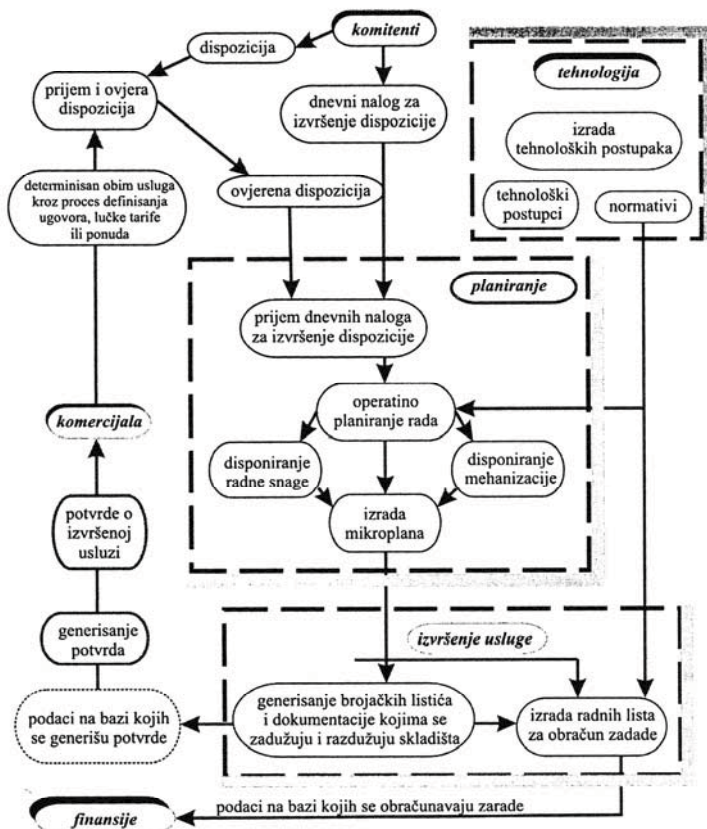 komitenti
dispozicija
tehnologija
prijem i ovjera
dispozicija
dnevni nalog za
izvršenje dispozicije
izrada
tehnoloških postupaka
determinisan obim usluga
kroz proces definisanja
ugovora, lučke tarife
ili ponuda
ovjerena dispozicija
tehnološki
postupci
normativi
planiranje
prijem dnevnih naloga
za izvršenje dispozicije
operatino
planiranje rada
komercijala
disponiranje
radne snage
disponiranje
mehanizacije
izrada
mikroplana
potvrde o
izvršenoj
usluzi
generisanje
potvrda
izvršenje usluge
podaci na bazi kojih
se generišu potvrde
generisanje brojačkih listića
i dokumentacije kojima se
zadužuju i razdužuju skladišta
izrada radnih lista
za obračun zadade
podaci na bazi kojih se obračunavaju zarade
finansije